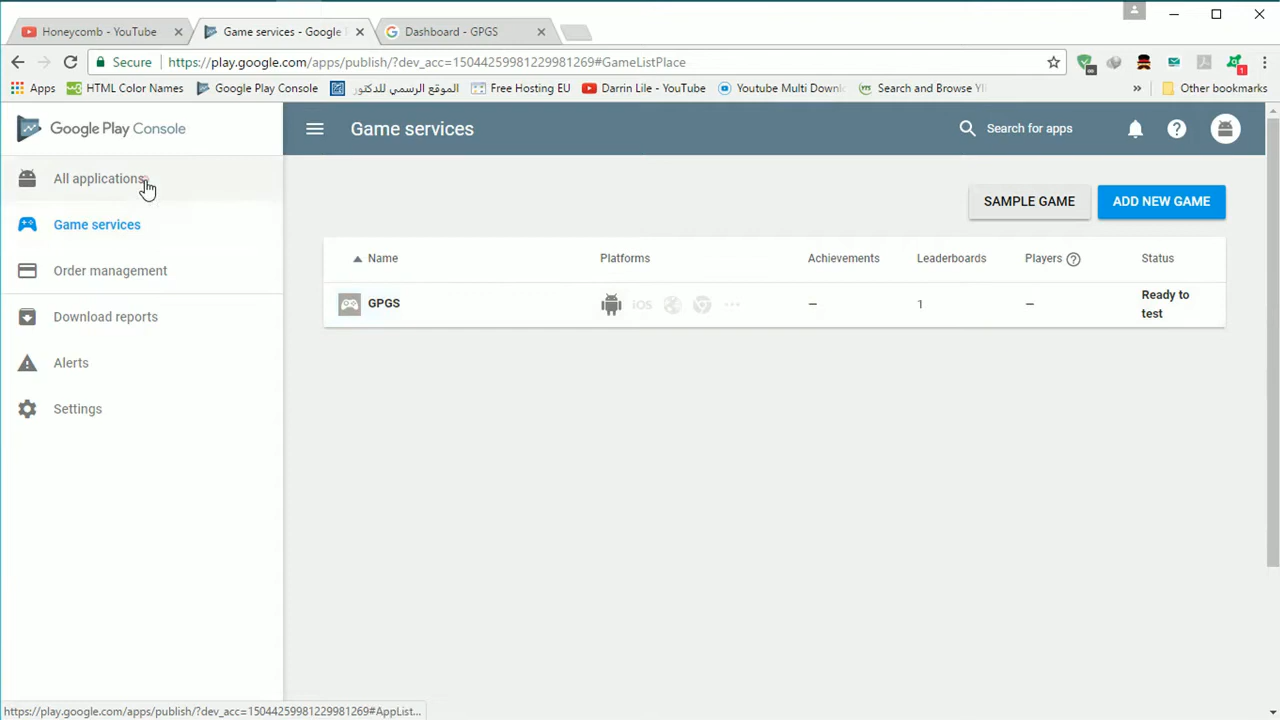 Honeycomb - YouTube
Game services - Google
Dashboard - GPGS
Secure
https://play.google.com/apps/publish/?dev_acc=15044259981229981269#GameListPlace
Apps
HTML Color Names
Google Play Console
الموقع الرسمي للدكتور
Free Hosting EU
Darrin Lile - YouTube
Youtube Multi Downl
Search and Browse YI
Other bookmarks
1
Google Play Console
Game services
Search for apps
All applications
Game services
Order management
Download reports
Alerts
Settings
SAMPLE GAME
ADD NEW GAME
Name
Platforms
Achievements
Leaderboards
Players
Status
GPGS
iOS
–
1
–
Ready to
test
https://play.google.com/apps/publish/?dev_acc=15044259981229981269#AppList...